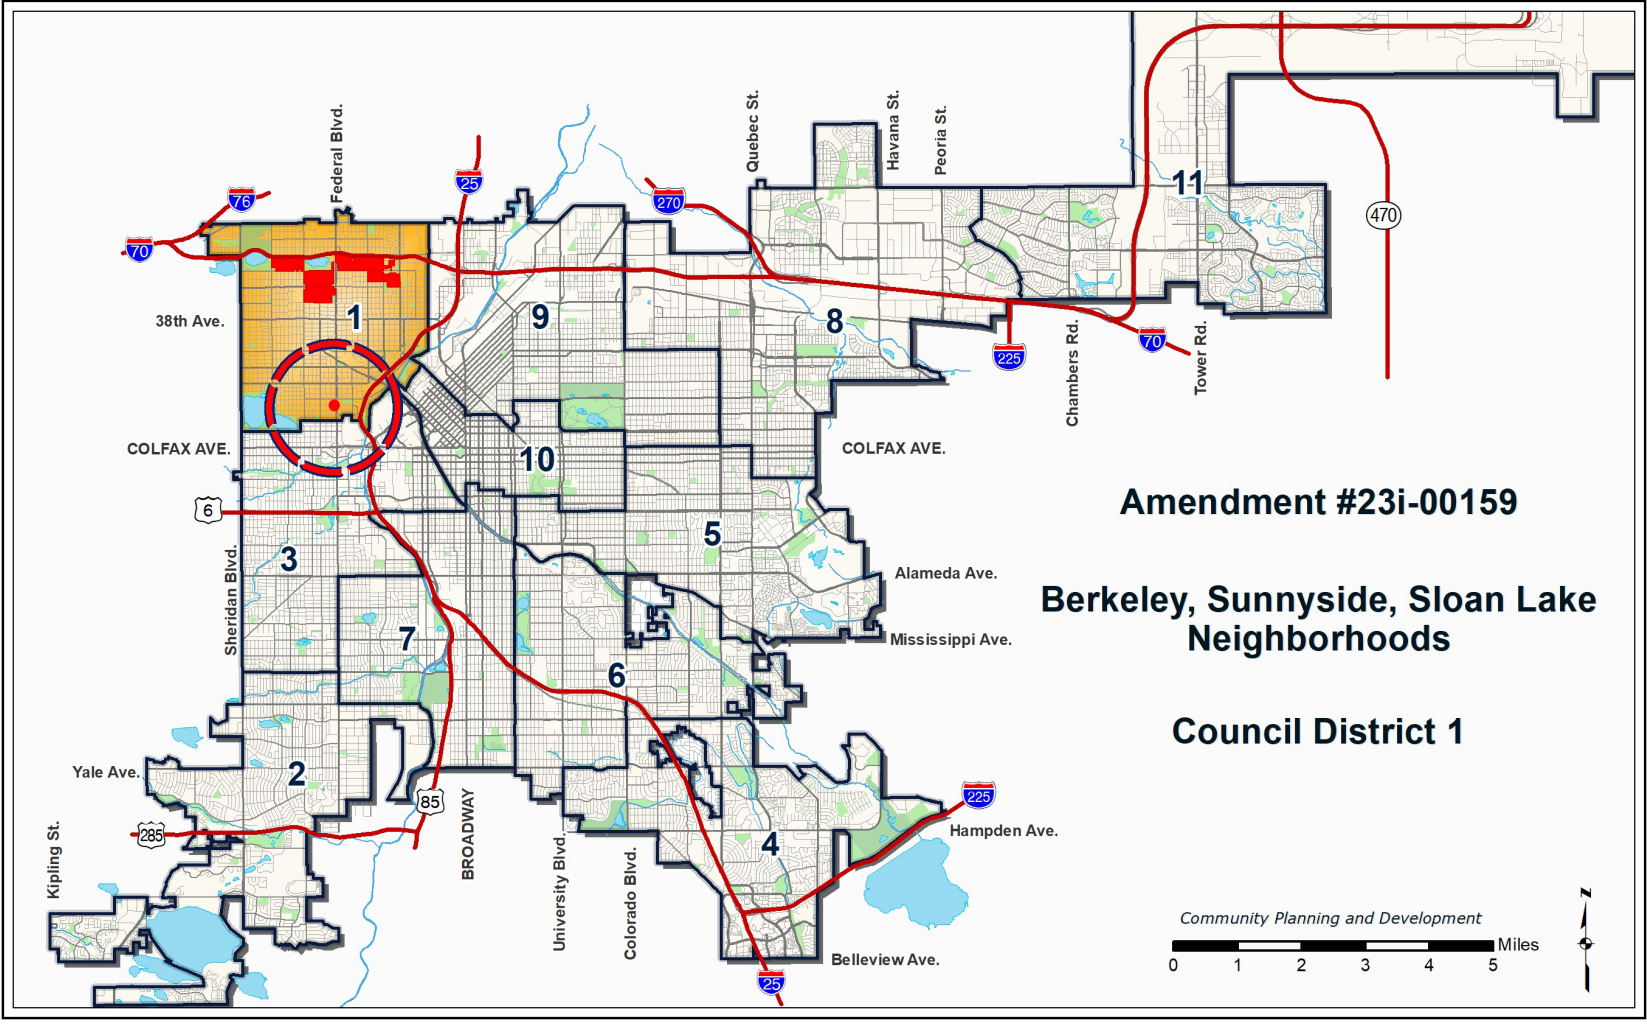 Federal Blvd.
Quebec St.
Havana St.
Peoria St.
76
25
270
70
11
470
38th Ave.
1
9
8
225
Chambers Rd.
70
Tower Rd.
COLFAX AVE.
10
COLFAX AVE.
6
Amendment #23i-00159
5
3
Sheridan Blvd.
Alameda Ave.
Berkeley, Sunnyside, Sloan Lake
Neighborhoods
7
Mississippi Ave.
6
Council District 1
Yale Ave.
2
85
BROADWAY
225
285
Hampden Ave.
4
Kipling St.
University Blvd.
Colorado Blvd.
N
Community Planning and Development
Miles
0 1 2 3 4 5
Belleview Ave.
25